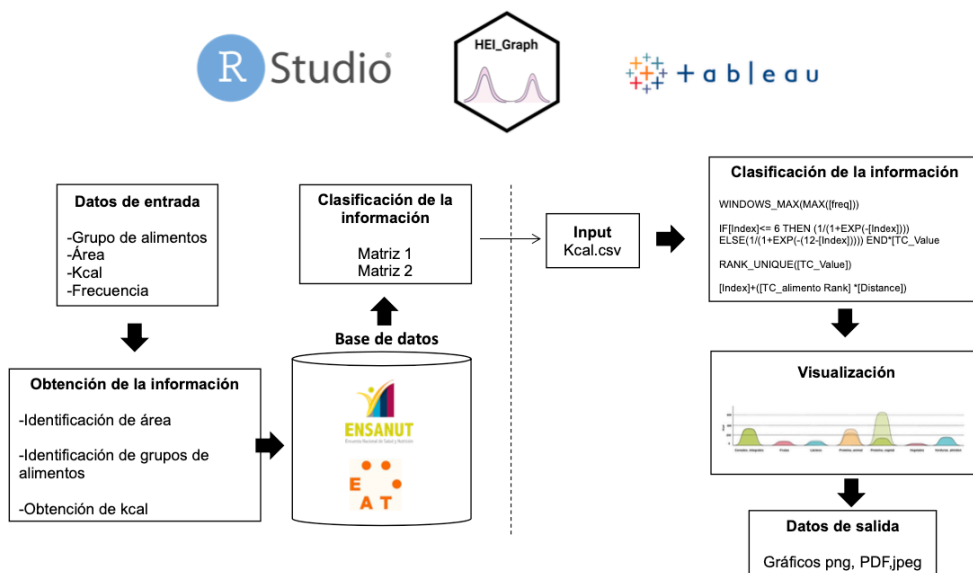 R Studio
HEI_Graph
+ a b | e a u
Datos de entrada
-Grupo de alimentos
-Área
-Kcal
-Frecuencia
Obtención de la información
-Identificación de área
-Identificación de grupos de
alimentos
-Obtención de kcal
Clasificación de la
información
Matriz 1
Matriz 2
Base de datos
ENSANUT
E A T
Input
Kcal.csv
Clasificación de la información
WINDOWS_MAX(MAX([freq]))
IF[Index]<= 6 THEN (1/(1+EXP(-[Index])))
ELSE(1/(1+EXP(-(12-[Index])))) END*[TC_Value
RANK_UNIQUE([TC_Value])
[Index]+([TC_alimento Rank] *[Distance])
Visualización
Datos de salida
Gráficos png, PDF,jpeg